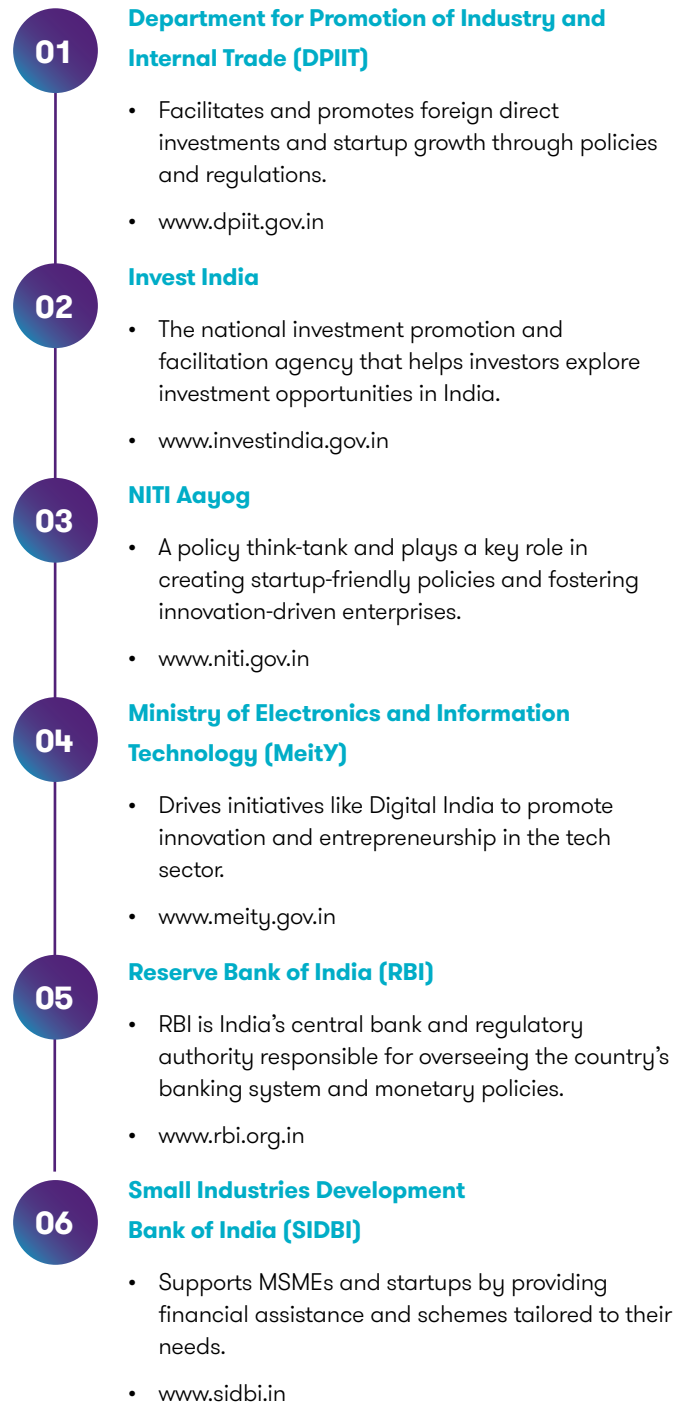 01
Department for Promotion of Industry and
Internal Trade (DPIIT)
• Facilitates and promotes foreign direct
investments and startup growth through policies
and regulations.
• www.dpiit.gov.in
02
Invest India
• The national investment promotion and
facilitation agency that helps investors explore
investment opportunities in India.
• www.investindia.gov.in
03
NITI Aayog
• A policy think-tank and plays a key role in
creating startup-friendly policies and fostering
innovation-driven enterprises.
• www.niti.gov.in
04
Ministry of Electronics and Information
Technology (MeitY)
• Drives initiatives like Digital India to promote
innovation and entrepreneurship in the tech
sector.
• www.meity.gov.in
05
Reserve Bank of India (RBI)
• RBI is India’s central bank and regulatory
authority responsible for overseeing the country’s
banking system and monetary policies.
• www.rbi.org.in
06
Small Industries Development
Bank of India (SIDBI)
• Supports MSMEs and startups by providing
financial assistance and schemes tailored to their
needs.
• www.sidbi.in